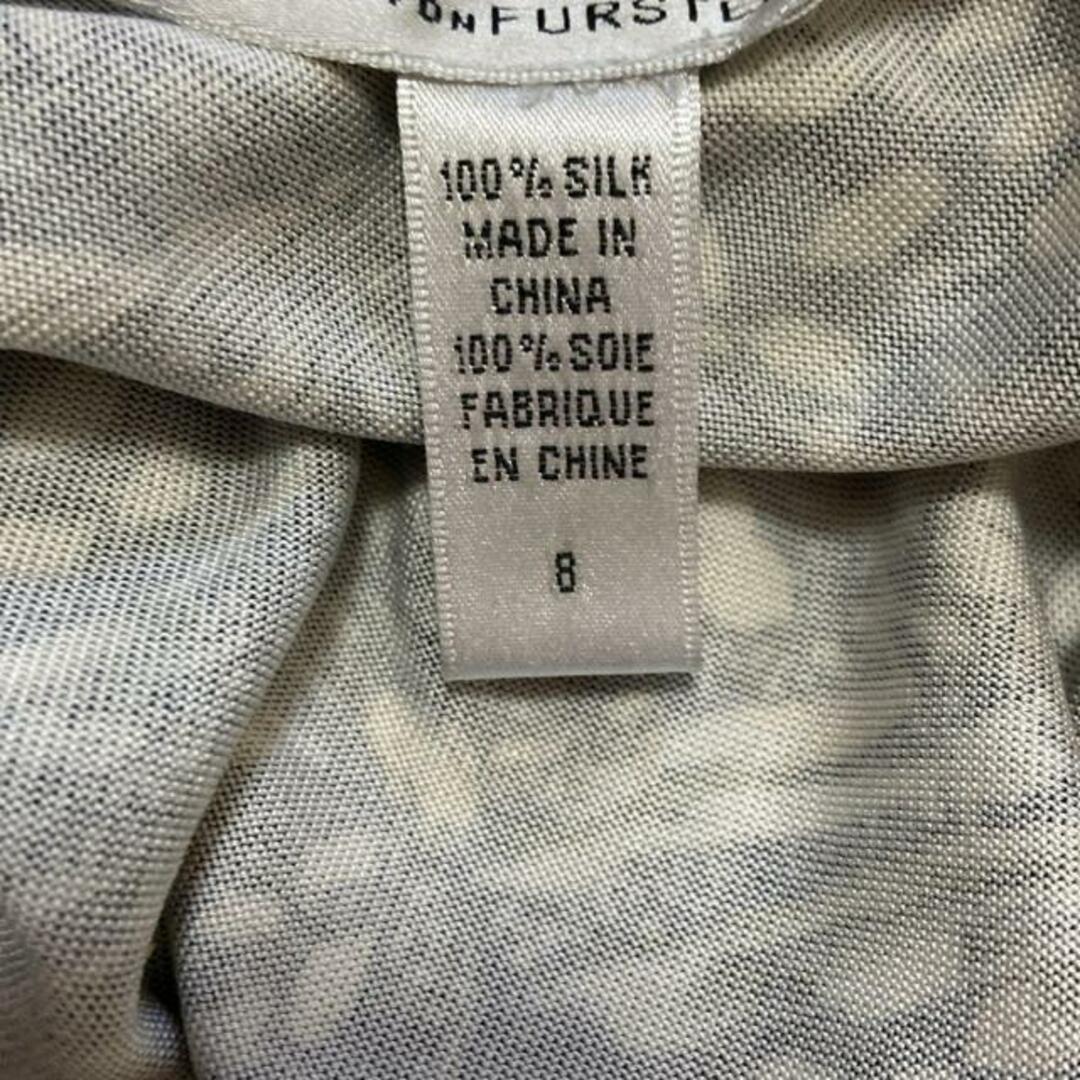 100% SILK
MADE IN
CHINA
100% SOIE
FABRIQUE
EN CHINE
8